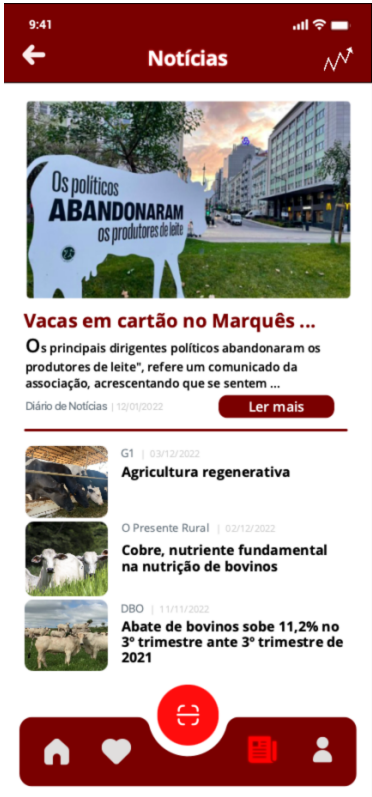 9:41
Notícias
Os políticos
ABANDONARAM
os produtores de leite
Vacas em cartão no Marquês ...
Os principais dirigentes políticos abandonaram os
produtores de leite", refere um comunicado da
associação, acrescentando que se sentem ...
Diário de Notícias | 12/01/2022
Ler mais
G1 | 03/12/2022
Agricultura regenerativa
O Presente Rural | 02/12/2022
Cobre, nutriente fundamental
na nutrição de bovinos
DBO | 11/11/2022
Abate de bovinos sobe 11,2% no
3º trimestre ante 3º trimestre de
2021